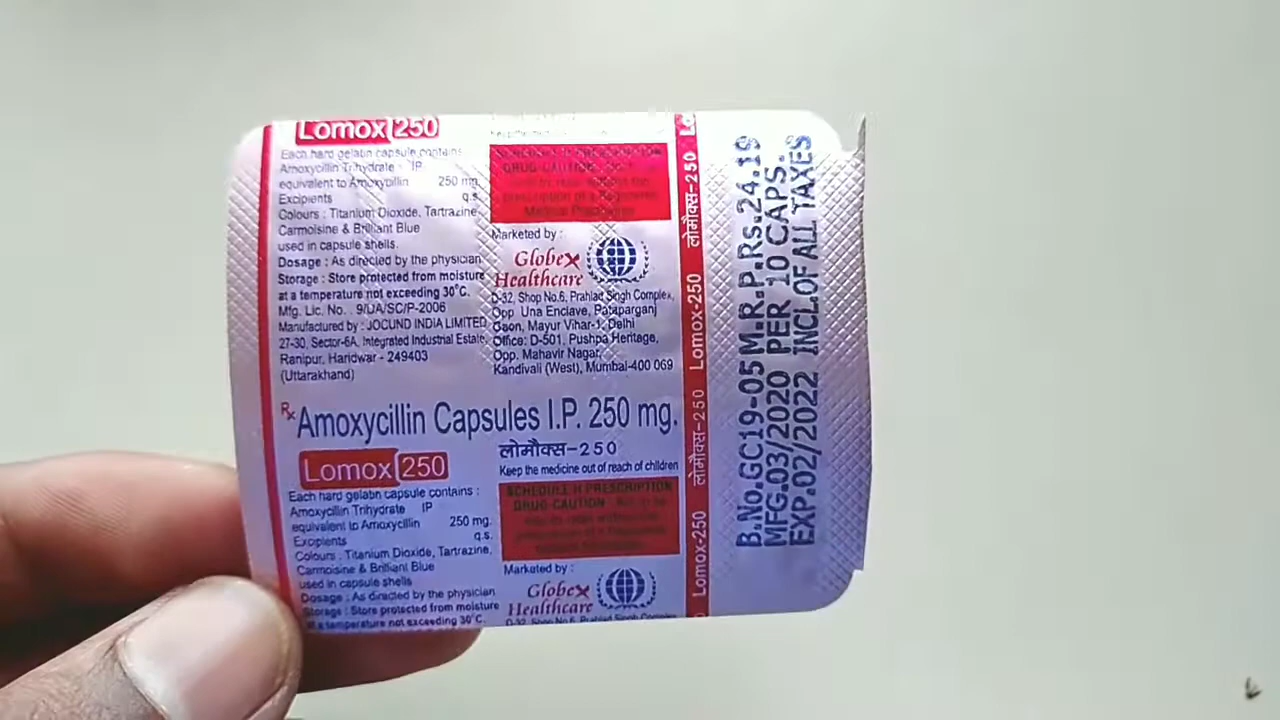 Lomox 250
Each hard gelatin capsule contains
Amoxycillin Trihydrate IP
equivalent to Amoxycillin 250 mg.
Excipients q.s.
Colours : Titanium Dioxide, Tartrazine,
Carmoisine & Brilliant Blue
used in capsule shells.
Dosage : As directed by the physician
Storage : Store protected from moisture
at a temperature not exceeding 30°C.
Mfg. Lic. No. : 9/UA/SC/P-2006
Manufactured by : JOCUND INDIA LIMITED
27-30, Sector-6A, Integrated Industrial Estate,
Ranipur, Haridwar - 249403
(Uttarakhand)
DRUG-CAUTION
Marketed by :
Globex
Healthcare
D-32, Shop No.6, Prahlad Singh Complex,
Opp. Una Enclave, Pataparganj
Gaon, Mayur Vihar-1, Delhi
Office: D-501, Pushpa Heritage,
Opp. Mahavir Nagar,
Kandivali (West), Mumbai-400 069
Rx Amoxycillin Capsules I.P. 250 mg.
लोमौक्स-250
Keep the medicine out of reach of children
Lomox 250
Each hard gelatin capsule contains :
Amoxycillin Trihydrate IP
equivalent to Amoxycillin 250 mg.
Excipients q.s.
Colours : Titanium Dioxide, Tartrazine,
Carmoisine & Brilliant Blue
used in capsule shells
Dosage : As directed by the physician
Storage : Store protected from moisture
at a temperature not exceeding 30°C.
SCHEDULE H PRESCRIPTION
DRUG-CAUTION
Marketed by :
Globex
Healthcare
D-32, Shop No.6, Prahlad Singh Complex,
Lomox-250 लोमौक्स-250 Lomox-250 लोमौक्स-250
B.No.GC19-05 M.R.P.Rs.24.19
MFG.03/2020 PER 10 CAPS.
EXP.02/2022 INCL.OF ALL TAXES